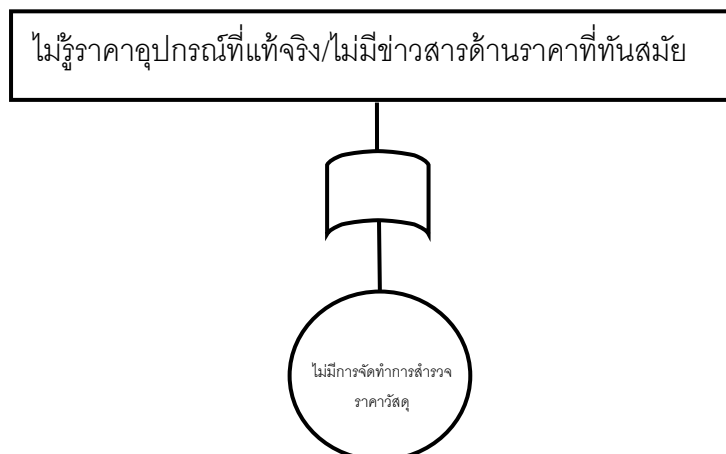 ไม่รู้ราคาอุปกรณ์ที่แท้จริง/ไม่มีข่าวสารด้านราคาที่ทันสมัย
ไม่มีการจัดทำการสำรวจ
ราคาวัสดุ